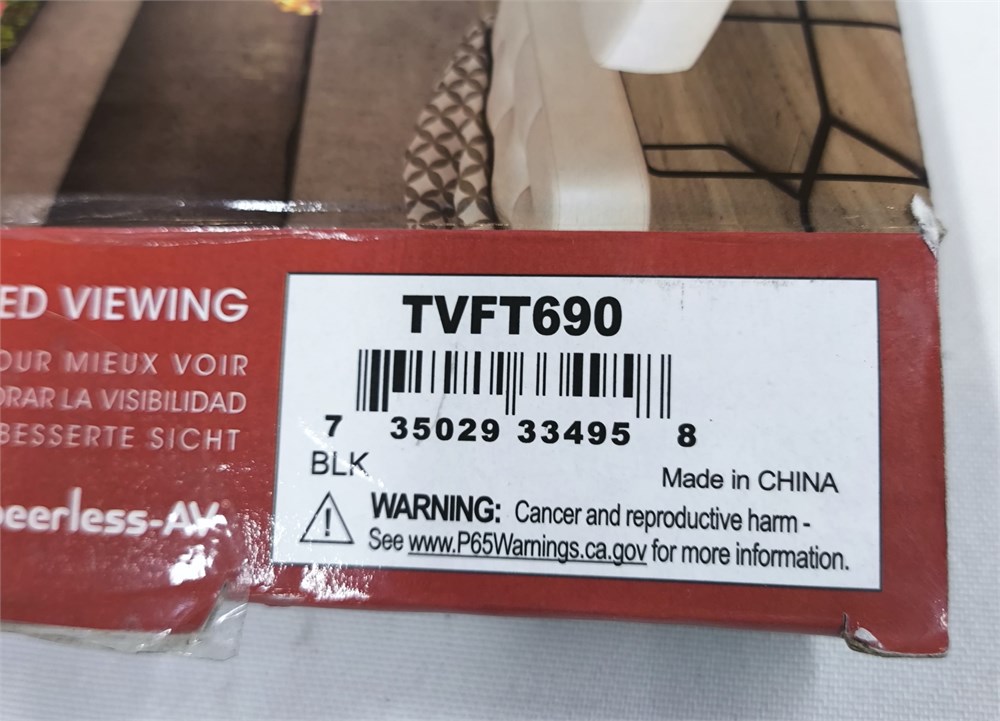 ED VIEWING
OUR MIEUX VOIR
ORAR LA VISIBILIDAD
BESSERTE SICHT
peerless-AV
TVFT690
7 35029 33495 8
BLK
Made in CHINA
WARNING: Cancer and reproductive harm -
See www.P65Warnings.ca.gov for more information.